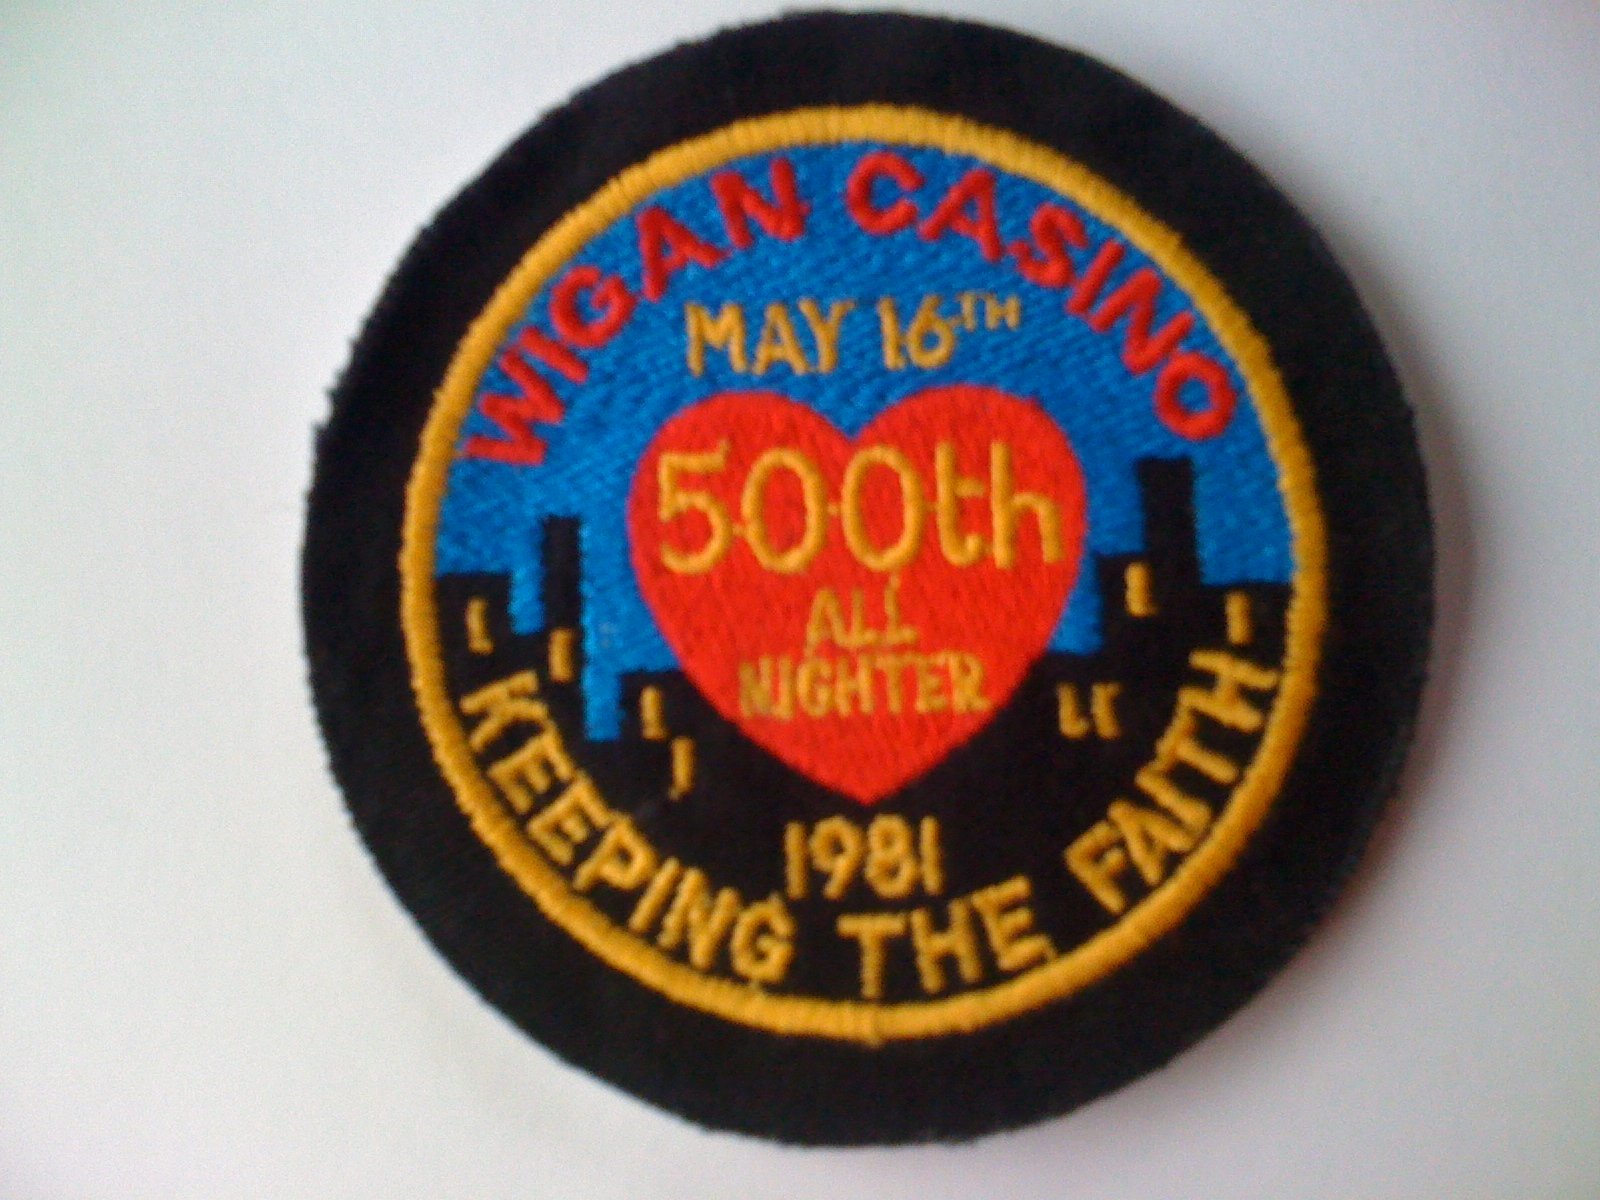 WIGAN CASINO
MAY 16TH
500th
ALL
NIGHTER
1981
KEEPING THE FAITH